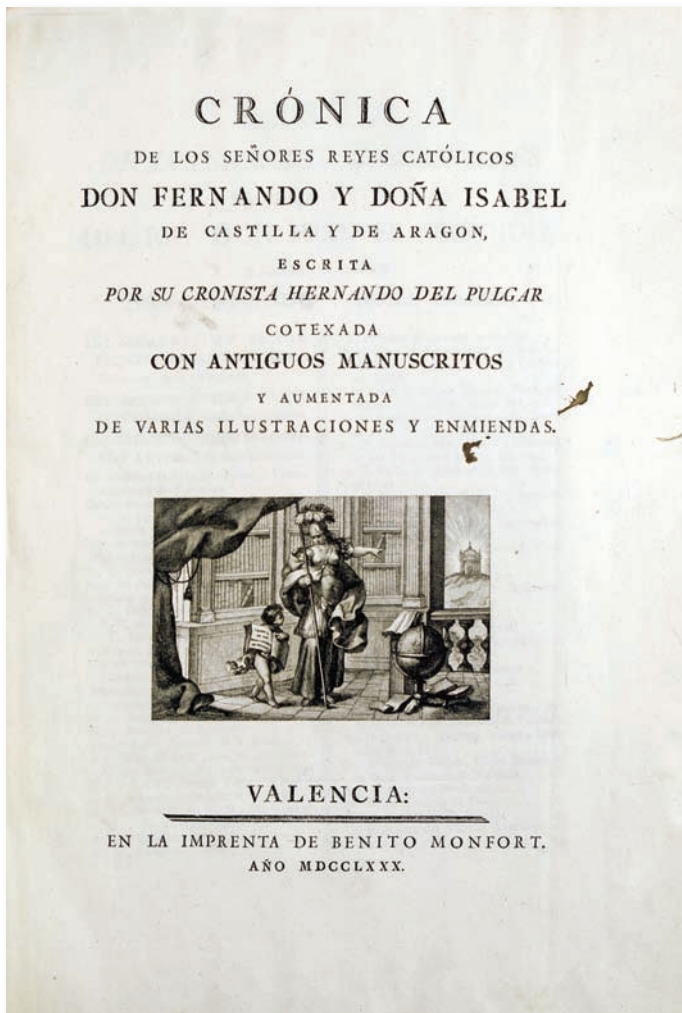 CRÓNICA
DE LOS SEÑORES REYES CATÓLICOS
DON FERNANDO Y DOÑA ISABEL
DE CASTILLA Y DE ARAGON,
ESCRITA
POR SU CRONISTA HERNANDO DEL PULGAR
COTEXADA
CON ANTIGUOS MANUSCRITOS
Y AUMENTADA
DE VARIAS ILUSTRACIONES Y ENMIENDAS.
VALENCIA:
EN LA IMPRENTA DE BENITO MONFORT.
AÑO MDCCLXXX.